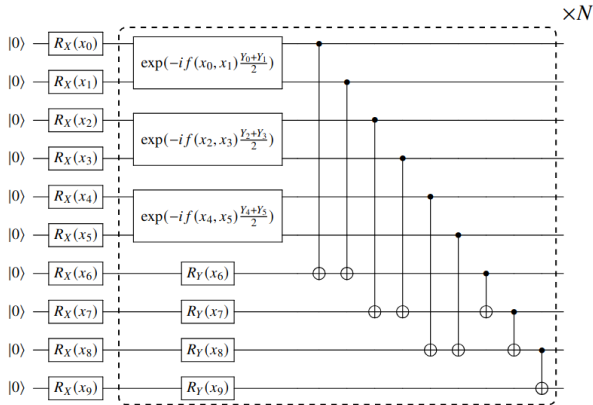 ×N
|0⟩ R_X(x_0) exp(−if(x_0, x_1) \frac{Y_0+Y_1}{2})
|0⟩ R_X(x_1)
|0⟩ R_X(x_2) exp(−if(x_2, x_3) \frac{Y_2+Y_3}{2})
|0⟩ R_X(x_3)
|0⟩ R_X(x_4) exp(−if(x_4, x_5) \frac{Y_4+Y_5}{2})
|0⟩ R_X(x_5)
|0⟩ R_X(x_6) R_Y(x_6)
|0⟩ R_X(x_7) R_Y(x_7)
|0⟩ R_X(x_8) R_Y(x_8)
|0⟩ R_X(x_9) R_Y(x_9)